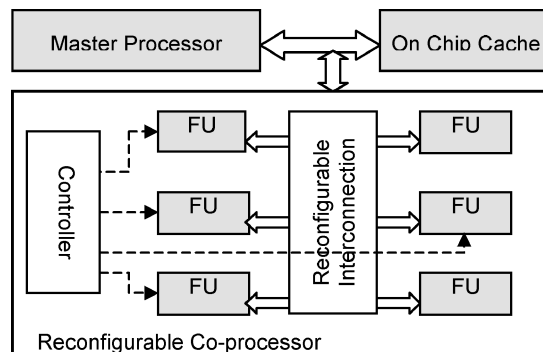 Master Processor
On Chip Cache
FU
FU
Controller
FU
Reconfigurable
Interconnection
FU
FU
FU
Reconfigurable Co-processor